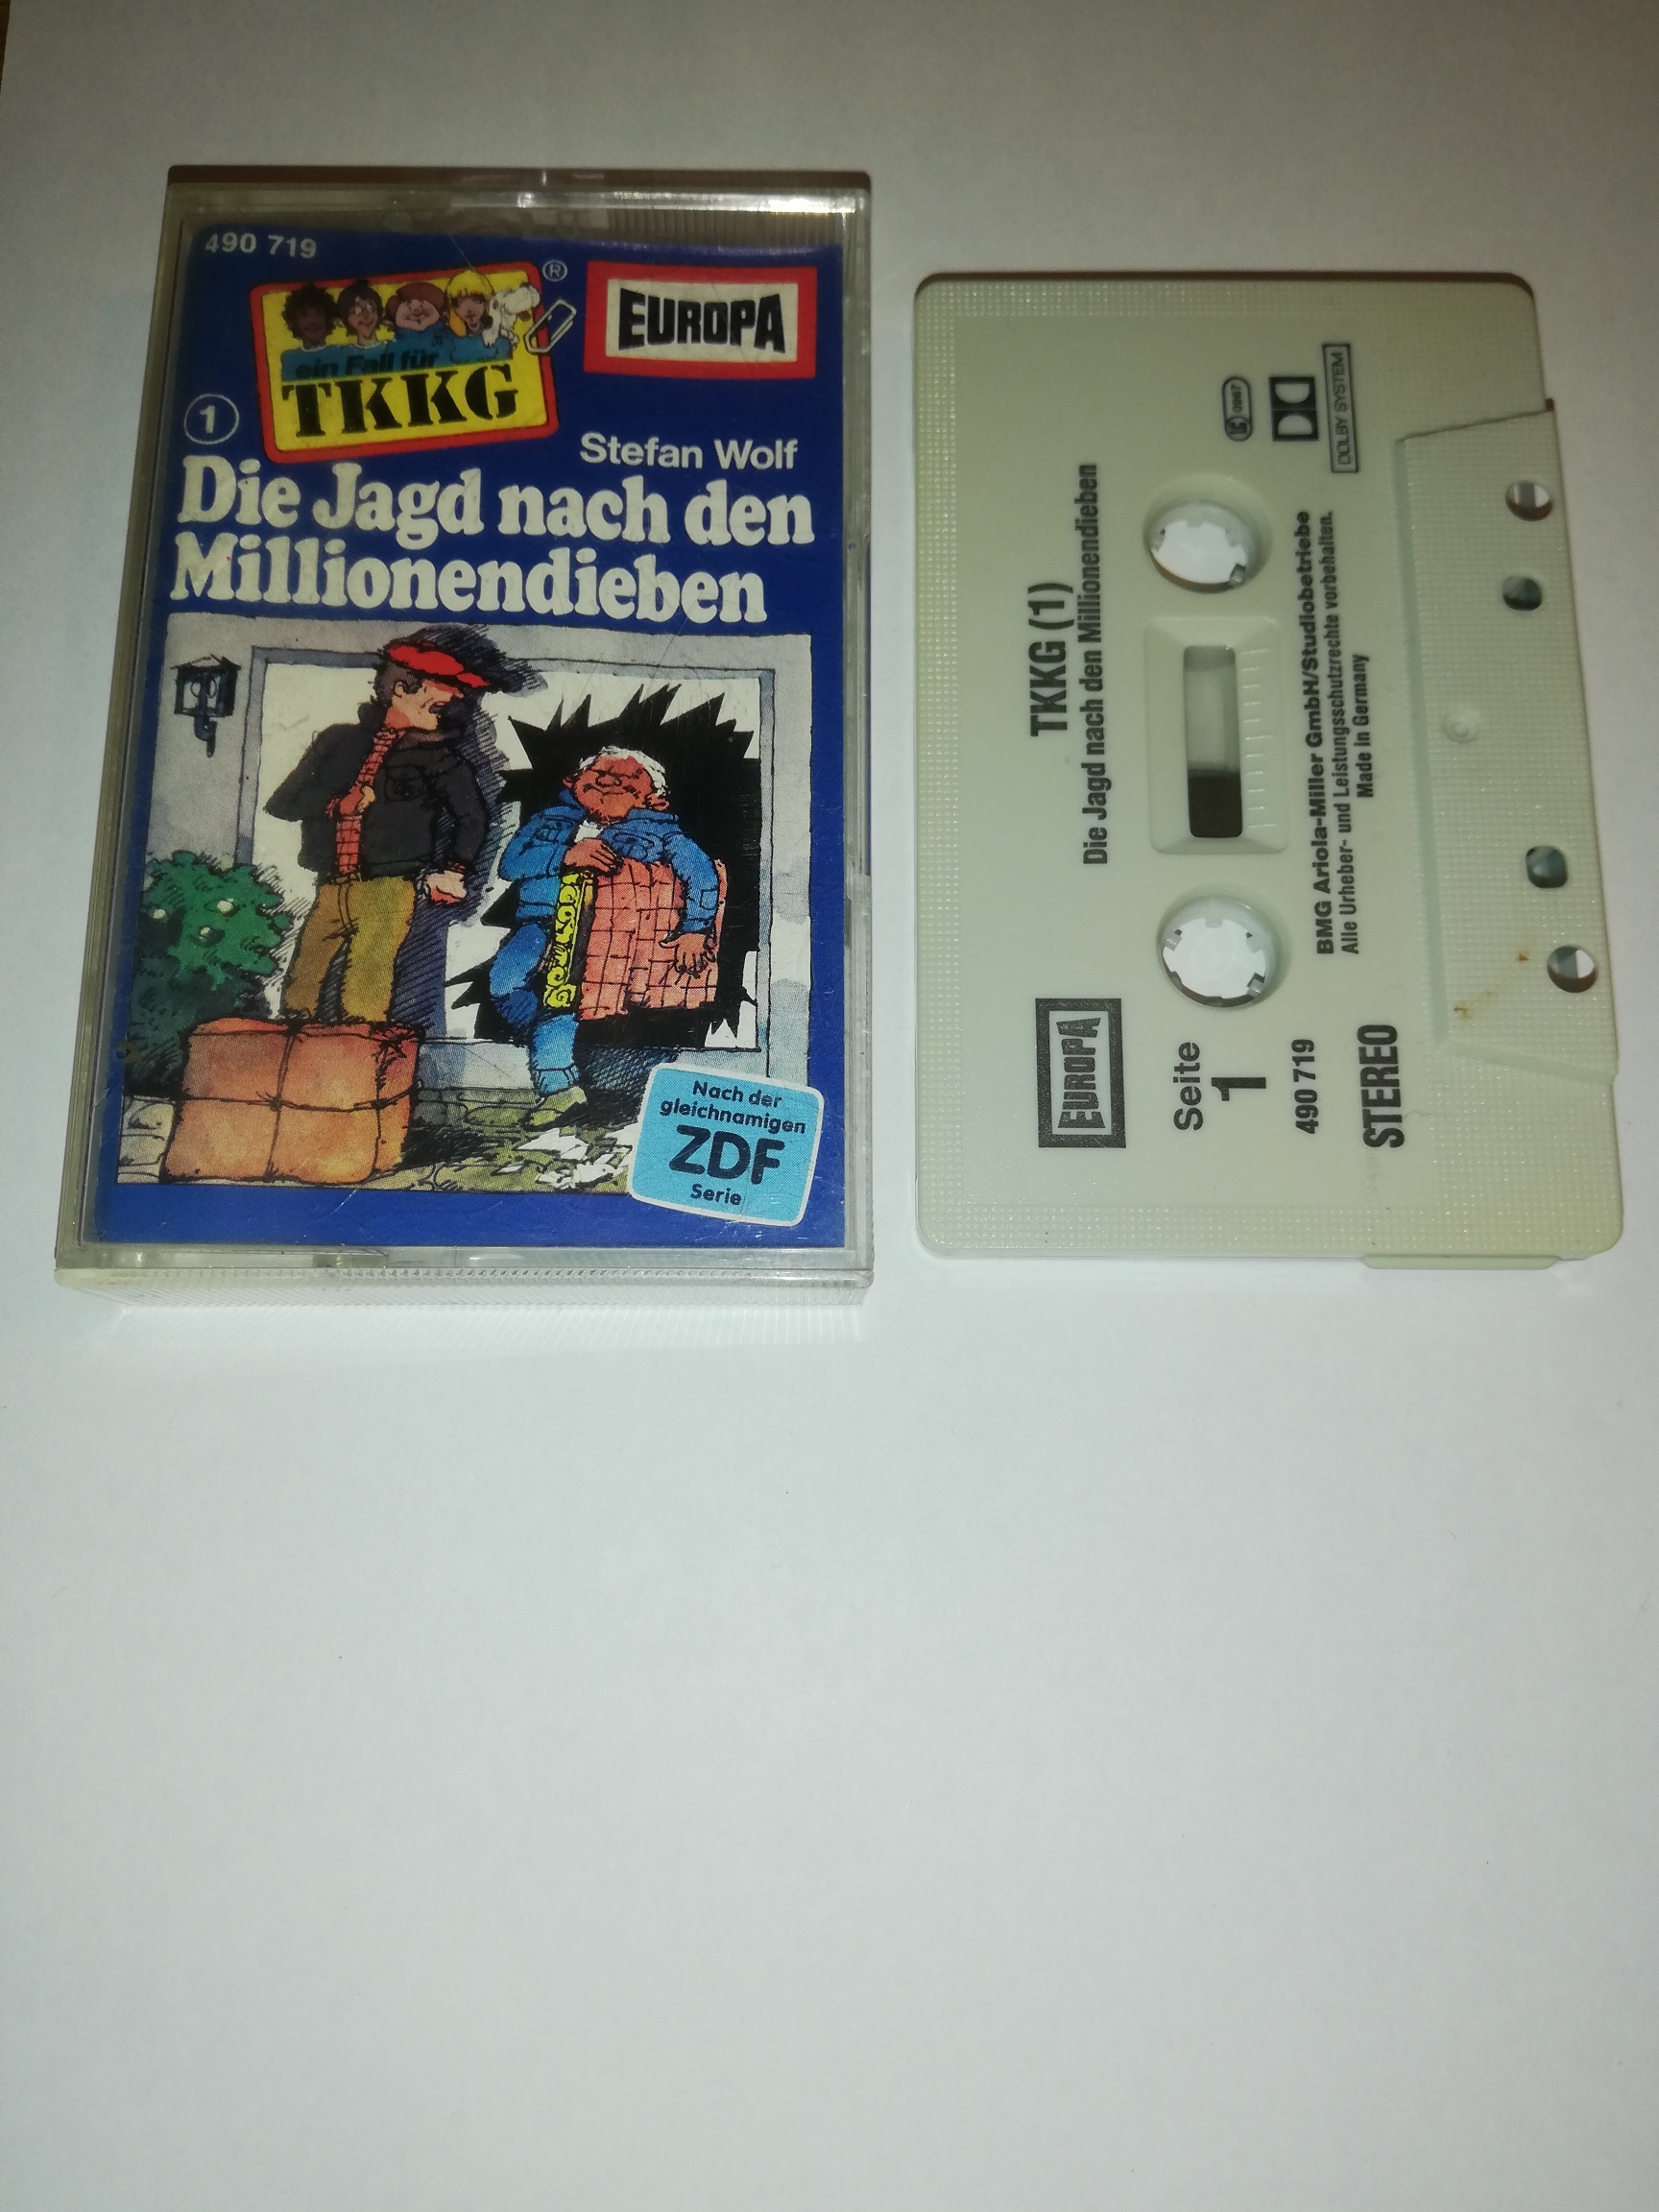 490 719
ein Fall für
TKKG
®
EUROPA
1
Stefan Wolf
Die Jagd nach den
Millionendieben
Nach der
gleichnamigen
ZDF
Serie
TKKG (1)
Die Jagd nach den Millionendieben
EUROPA
Seite
1
490 719
STEREO
LC 0967
DOLBY SYSTEM
BMG Ariola-Miller GmbH/Studiobetriebe
Alle Urheber- und Leistungsschutzrechte vorbehalten.
Made in Germany